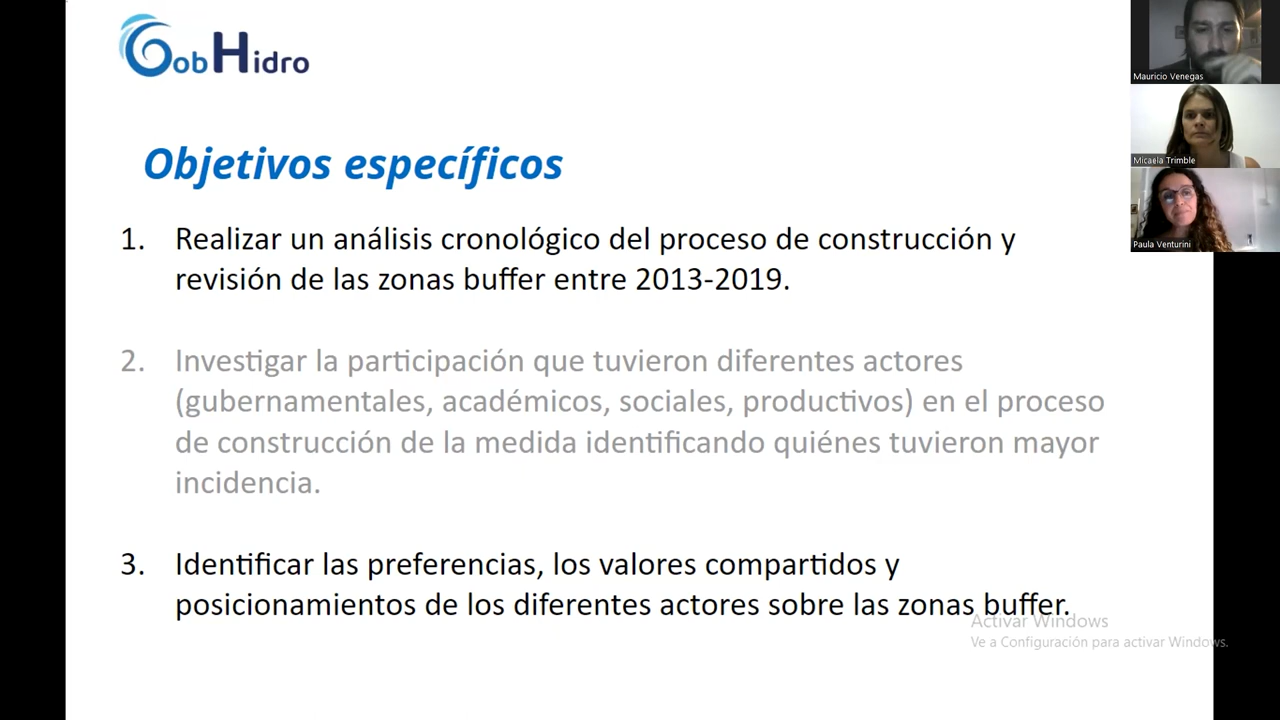 GobHidro
Mauricio Venegas
Micaela Trimble
Paula Venturini
Objetivos específicos
1. Realizar un análisis cronológico del proceso de construcción y
revisión de las zonas buffer entre 2013-2019.
2. Investigar la participación que tuvieron diferentes actores
(gubernamentales, académicos, sociales, productivos) en el proceso
de construcción de la medida identificando quiénes tuvieron mayor
incidencia.
3. Identificar las preferencias, los valores compartidos y
posicionamientos de los diferentes actores sobre las zonas buffer.
Activar Windows
Ve a Configuración para activar Windows.